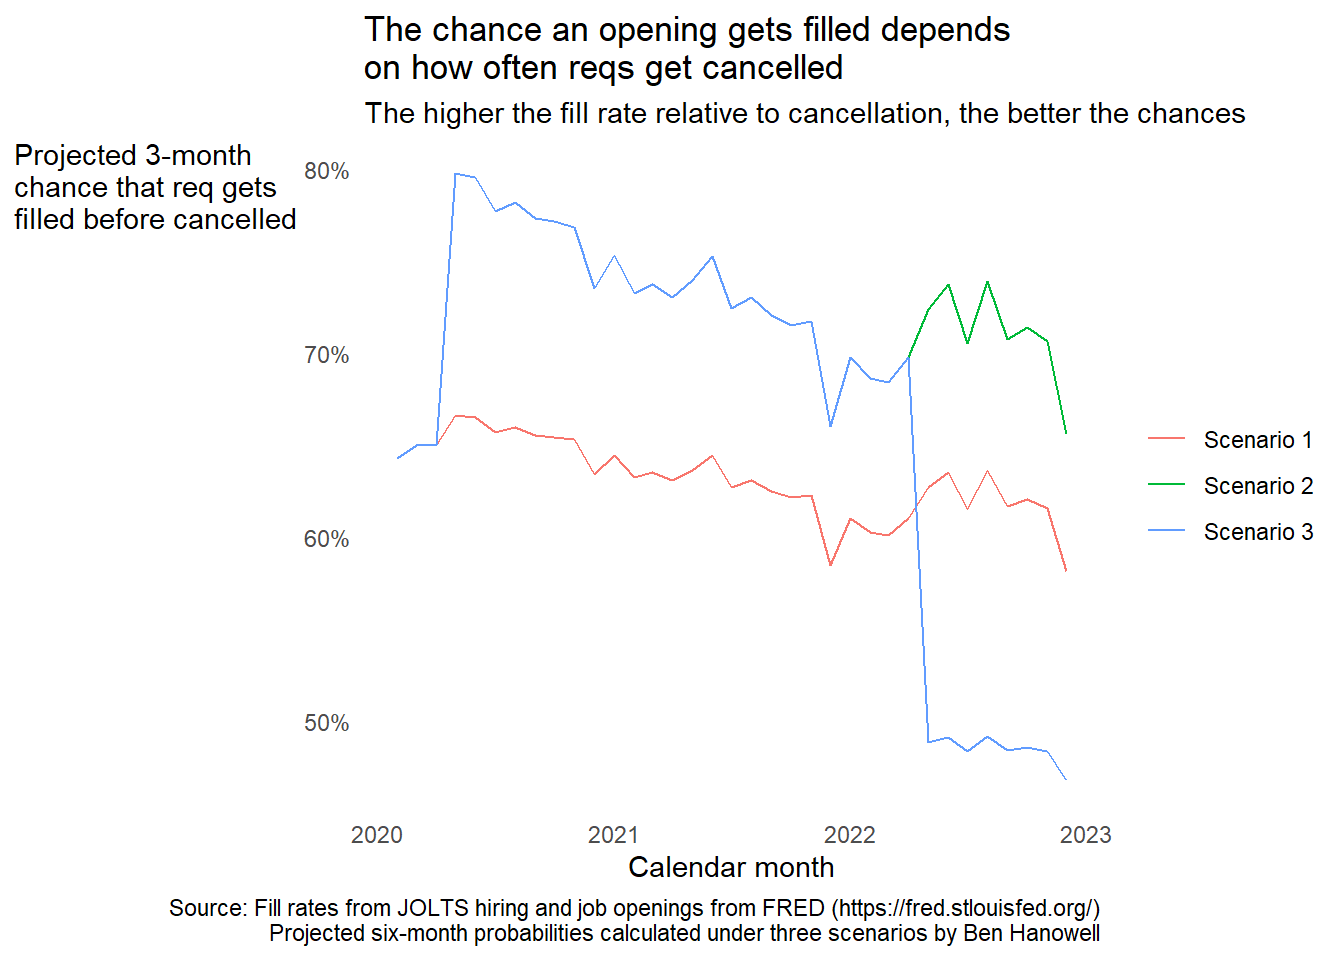 The chance an opening gets filled depends
on how often reqs get cancelled
The higher the fill rate relative to cancellation, the better the chances
Projected 3-month
chance that req gets
filled before cancelled
80%
70%
60%
50%
Scenario 1
Scenario 2
Scenario 3
2020
2021
2022
2023
Calendar month
Source: Fill rates from JOLTS hiring and job openings from FRED (https://fred.stlouisfed.org/)
Projected six-month probabilities calculated under three scenarios by Ben Hanowell